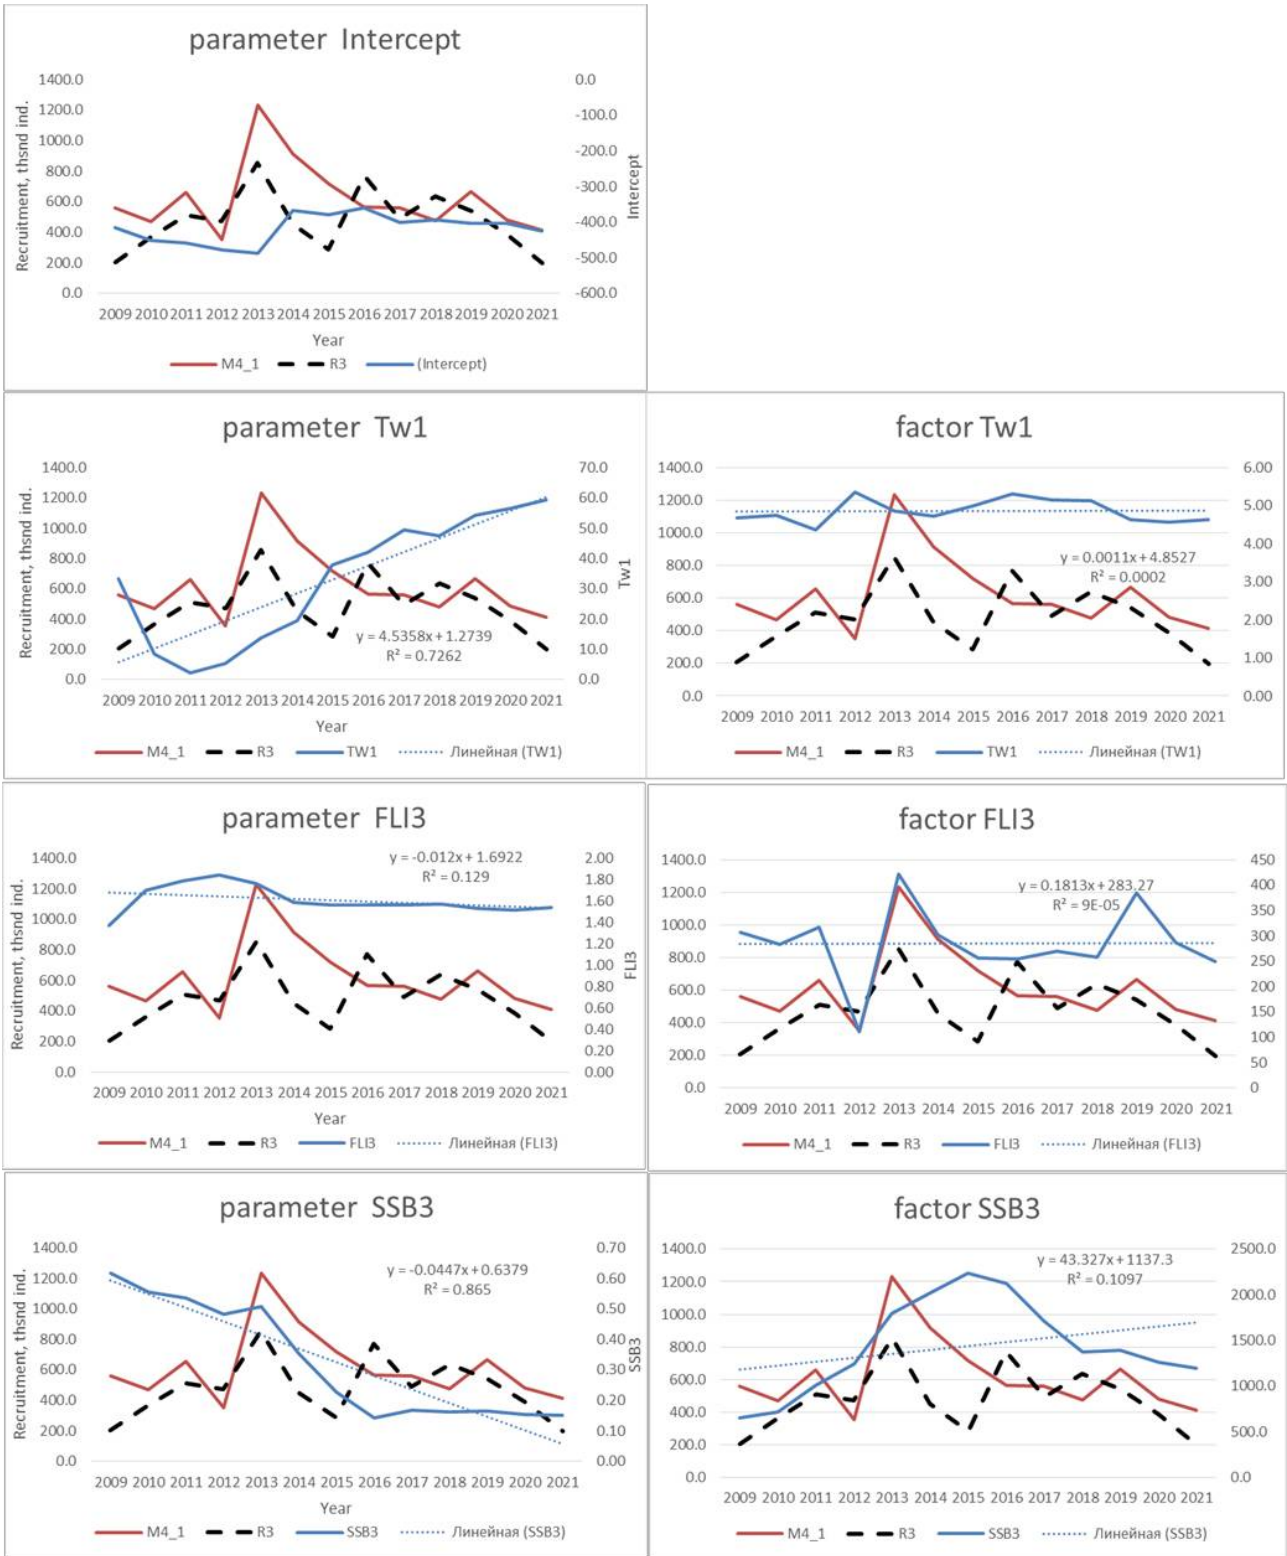 parameter Intercept
1400.0
1200.0
1000.0
800.0
600.0
400.0
200.0
0.0
Recruitment, thsnd ind.
0.0
-100.0
-200.0
-300.0
-400.0
-500.0
-600.0
Intercept
2009 2010 2011 2012 2013 2014 2015 2016 2017 2018 2019 2020 2021
Year
M4_1 R3 (Intercept)
parameter Tw1
1400.0
1200.0
1000.0
800.0
600.0
400.0
200.0
0.0
Recruitment, thsnd ind.
70.0
60.0
50.0
40.0
30.0
20.0
10.0
0.0
Tw1
y = 4.5358x + 1.2739
R² = 0.7262
2009 2010 2011 2012 2013 2014 2015 2016 2017 2018 2019 2020 2021
Year
M4_1 R3 TW1 Линейная (TW1)
factor Tw1
1400.0
1200.0
1000.0
800.0
600.0
400.0
200.0
0.0
6.00
5.00
4.00
3.00
2.00
1.00
0.00
y = 0.0011x + 4.8527
R² = 0.0002
2009 2010 2011 2012 2013 2014 2015 2016 2017 2018 2019 2020 2021
M4_1 R3 TW1 Линейная (TW1)
parameter FLI3
1400.0
1200.0
1000.0
800.0
600.0
400.0
200.0
0.0
Recruitment, thsnd ind.
2.00
1.80
1.60
1.40
1.20
1.00
0.80
0.60
0.40
0.20
0.00
FLI3
y = -0.012x + 1.6922
R² = 0.129
2009 2010 2011 2012 2013 2014 2015 2016 2017 2018 2019 2020 2021
Year
M4_1 R3 FLI3 Линейная (FLI3)
factor FLI3
1400.0
1200.0
1000.0
800.0
600.0
400.0
200.0
0.0
450
400
350
300
250
200
150
100
50
0
y = 0.1813x + 283.27
R² = 9E-05
2009 2010 2011 2012 2013 2014 2015 2016 2017 2018 2019 2020 2021
M4_1 R3 FLI3 Линейная (FLI3)
parameter SSB3
1400.0
1200.0
1000.0
800.0
600.0
400.0
200.0
0.0
Recruitment, thsnd ind.
0.70
0.60
0.50
0.40
0.30
0.20
0.10
0.00
SSB3
y = -0.0447x + 0.6379
R² = 0.865
2009 2010 2011 2012 2013 2014 2015 2016 2017 2018 2019 2020 2021
Year
M4_1 R3 SSB3 Линейная (SSB3)
factor SSB3
1400.0
1200.0
1000.0
800.0
600.0
400.0
200.0
0.0
2500.0
2000.0
1500.0
1000.0
500.0
0.0
y = 43.327x + 1137.3
R² = 0.1097
2009 2010 2011 2012 2013 2014 2015 2016 2017 2018 2019 2020 2021
M4_1 R3 SSB3 Линейная (SSB3)